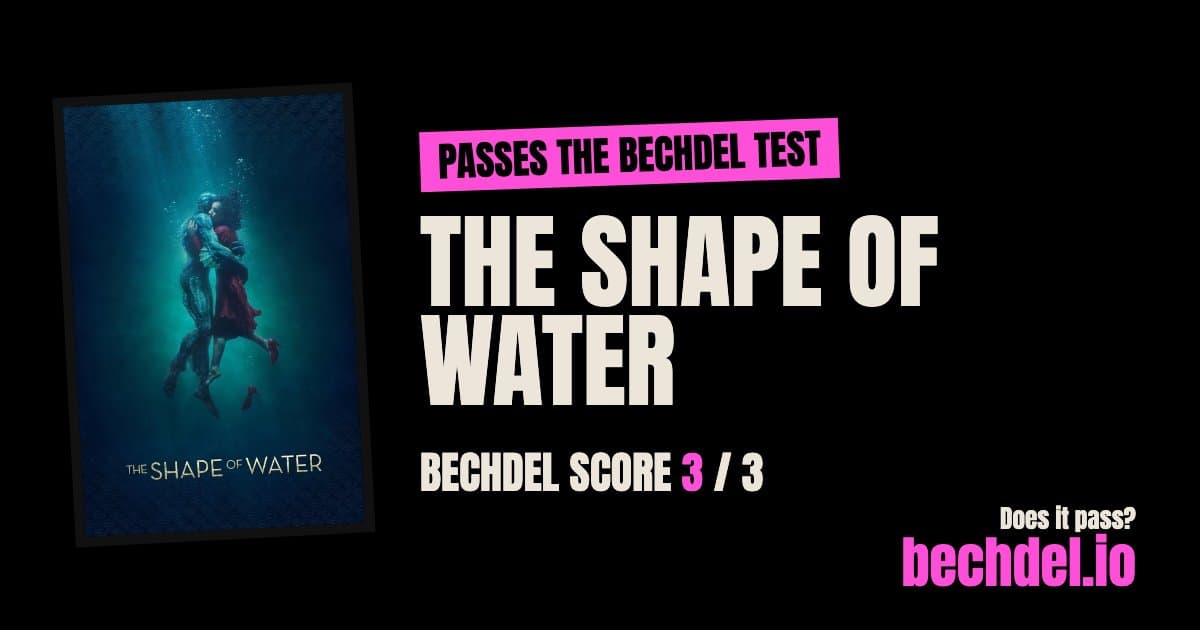 THE SHAPE OF WATER
PASSES THE BECHDEL TEST
THE SHAPE OF
WATER
BECHDEL SCORE 3 / 3
Does it pass?
bechdel.io